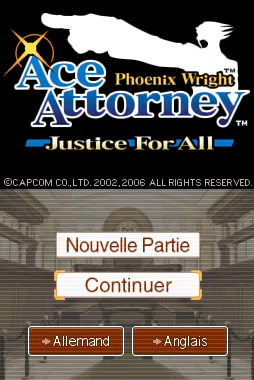 Phoenix Wright™
Ace
Attorney™
Justice For All
©CAPCOM CO.,LTD. 2002,2006 ALL RIGHTS RESERVED.
Nouvelle Partie
Continuer
Allemand
Anglais